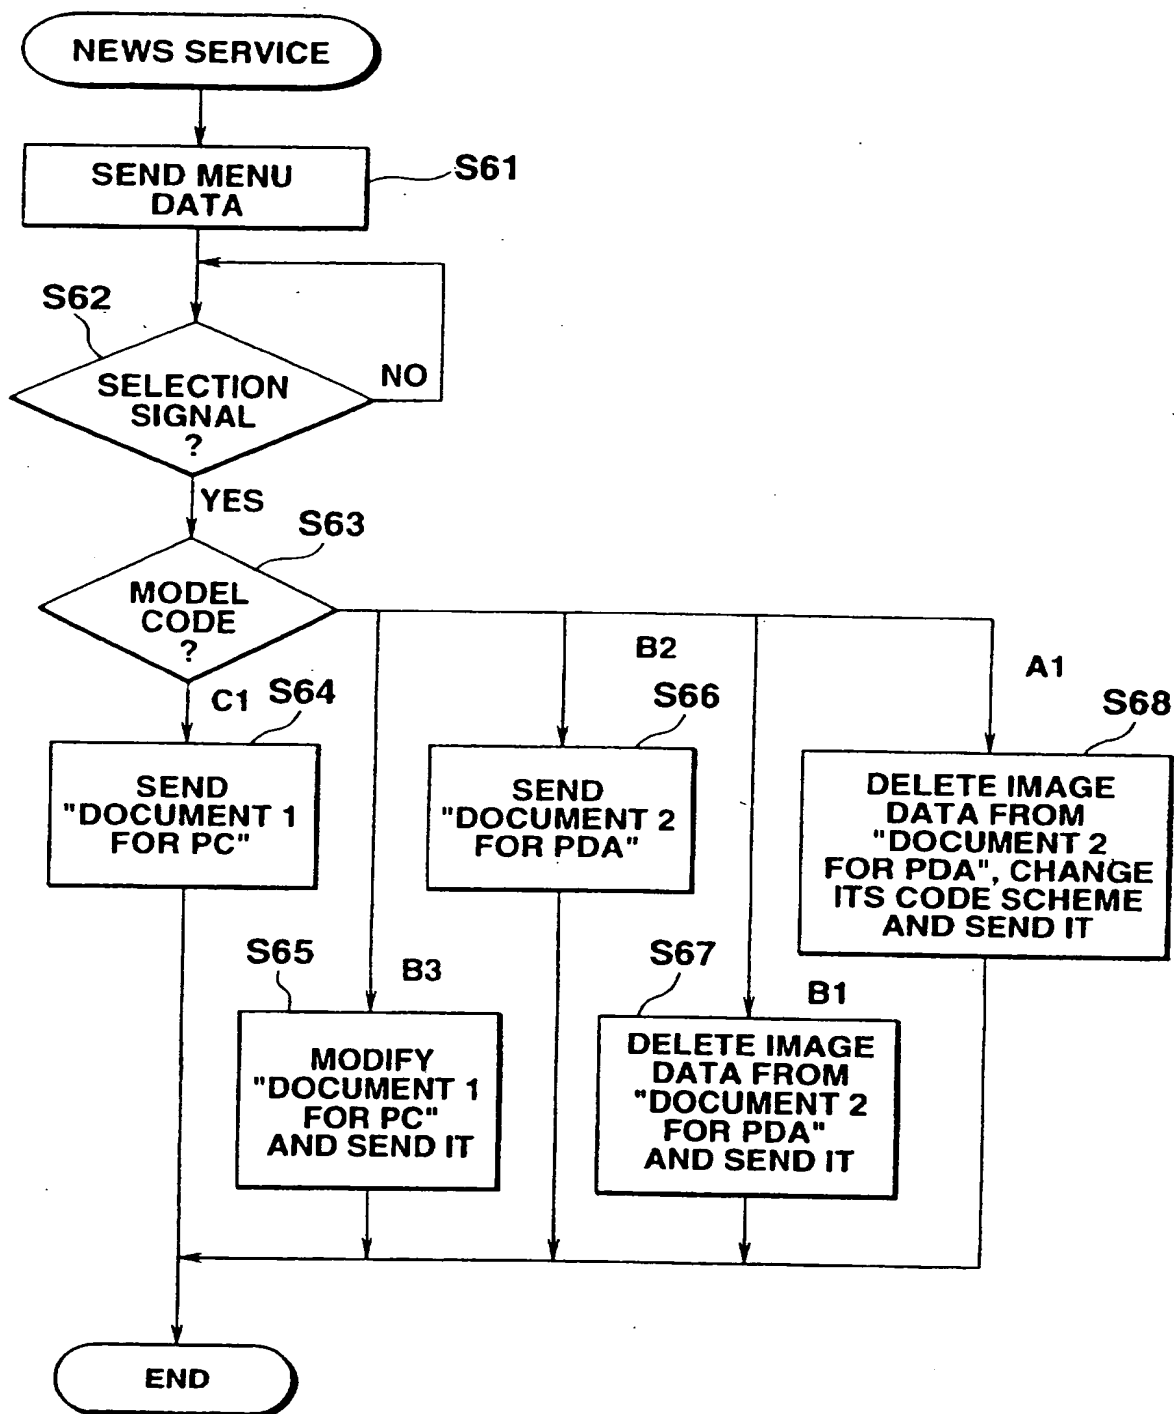 NEWS SERVICE
SEND MENU
DATA
S61
S62
SELECTION
SIGNAL
?
NO
YES
S63
MODEL
CODE
?
C1
S64
SEND
"DOCUMENT 1
FOR PC"
B2
S66
SEND
"DOCUMENT 2
FOR PDA"
A1
S68
DELETE IMAGE
DATA FROM
"DOCUMENT 2
FOR PDA", CHANGE
ITS CODE SCHEME
AND SEND IT
S65
B3
MODIFY
"DOCUMENT 1
FOR PC"
AND SEND IT
S67
B1
DELETE IMAGE
DATA FROM
"DOCUMENT 2
FOR PDA"
AND SEND IT
END